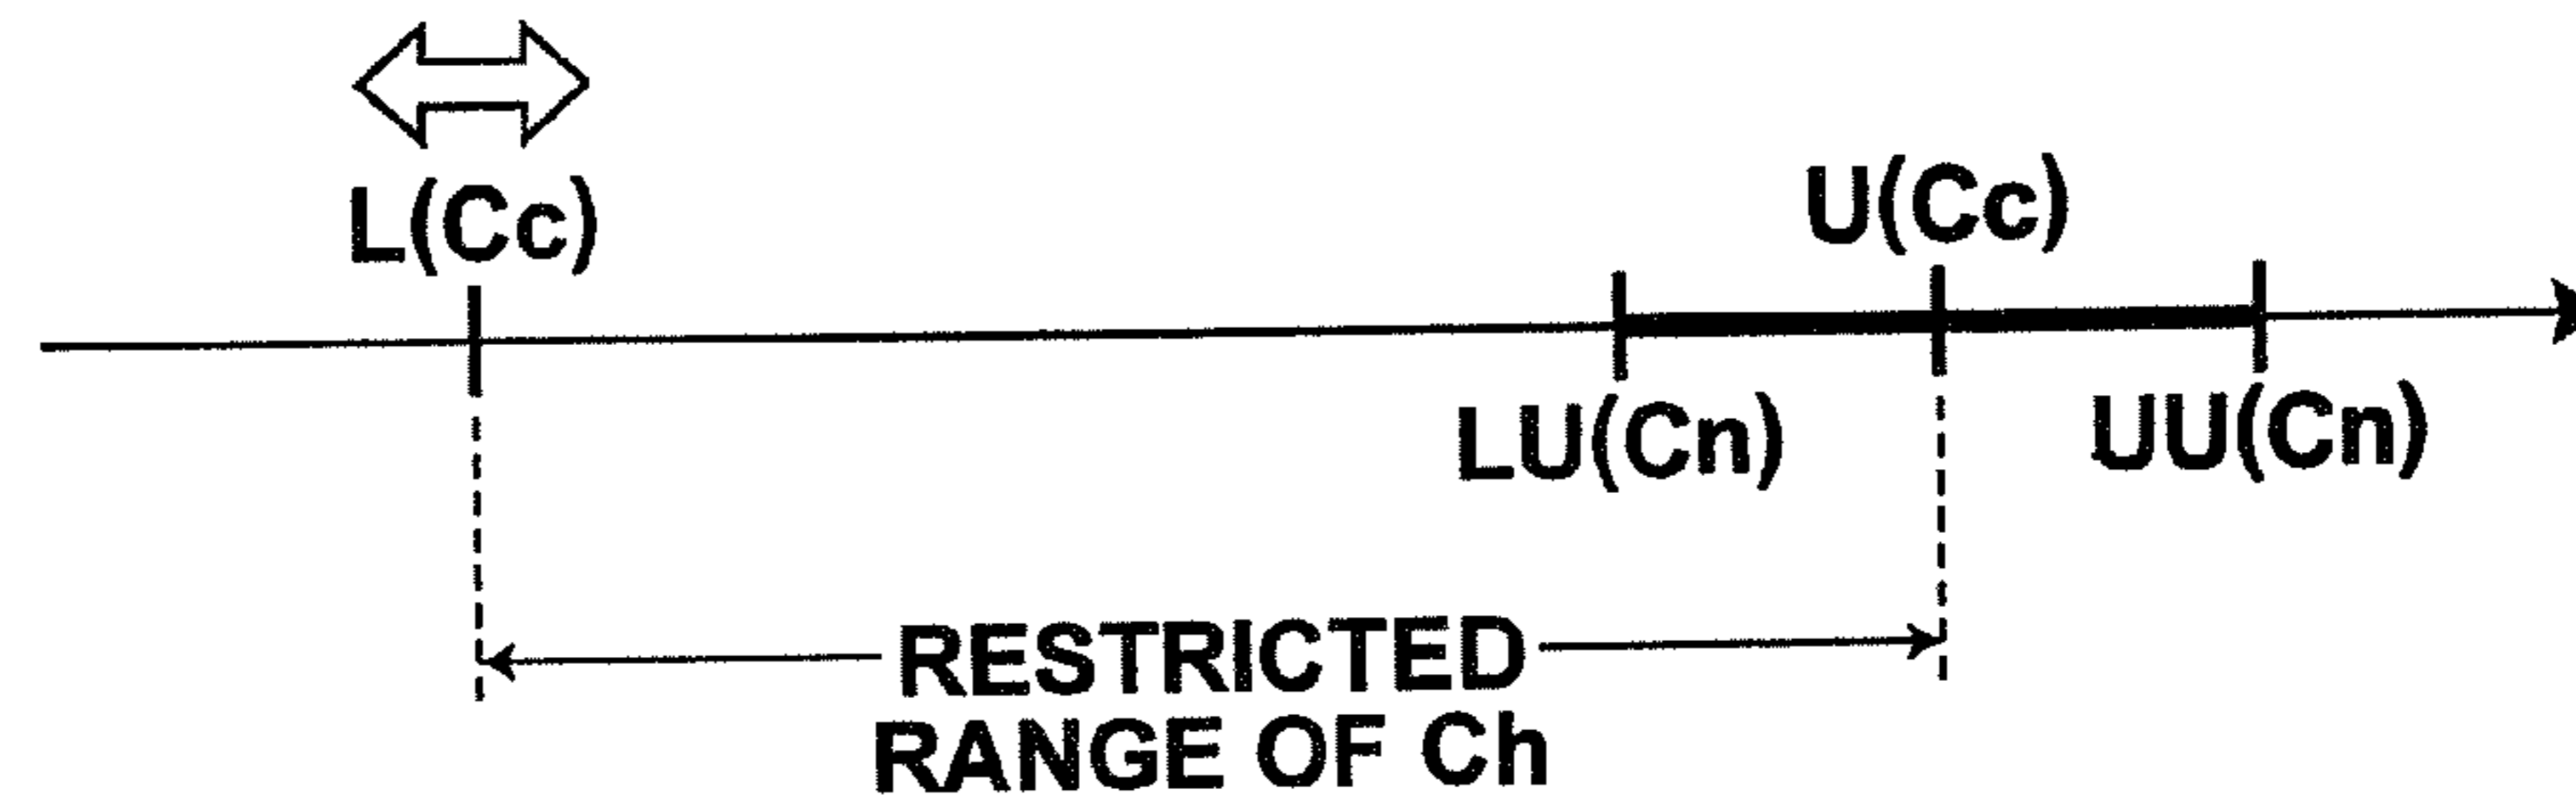 L(Cc)
U(Cc)
LU(Cn)
UU(Cn)
RESTRICTED
RANGE OF Ch